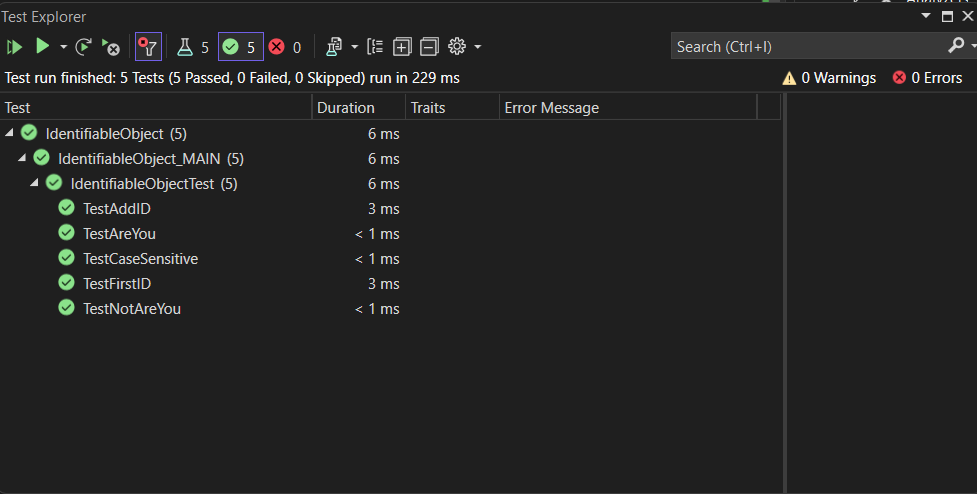 Test Explorer
5 5 0 Search (Ctrl+I)
Test run finished: 5 Tests (5 Passed, 0 Failed, 0 Skipped) run in 229 ms 0 Warnings 0 Errors
Test Duration Traits Error Message
IdentifiableObject (5) 6 ms
IdentifiableObject_MAIN (5) 6 ms
IdentifiableObjectTest (5) 6 ms
TestAddID 3 ms
TestAreYou < 1 ms
TestCaseSensitive < 1 ms
TestFirstID 3 ms
TestNotAreYou < 1 ms